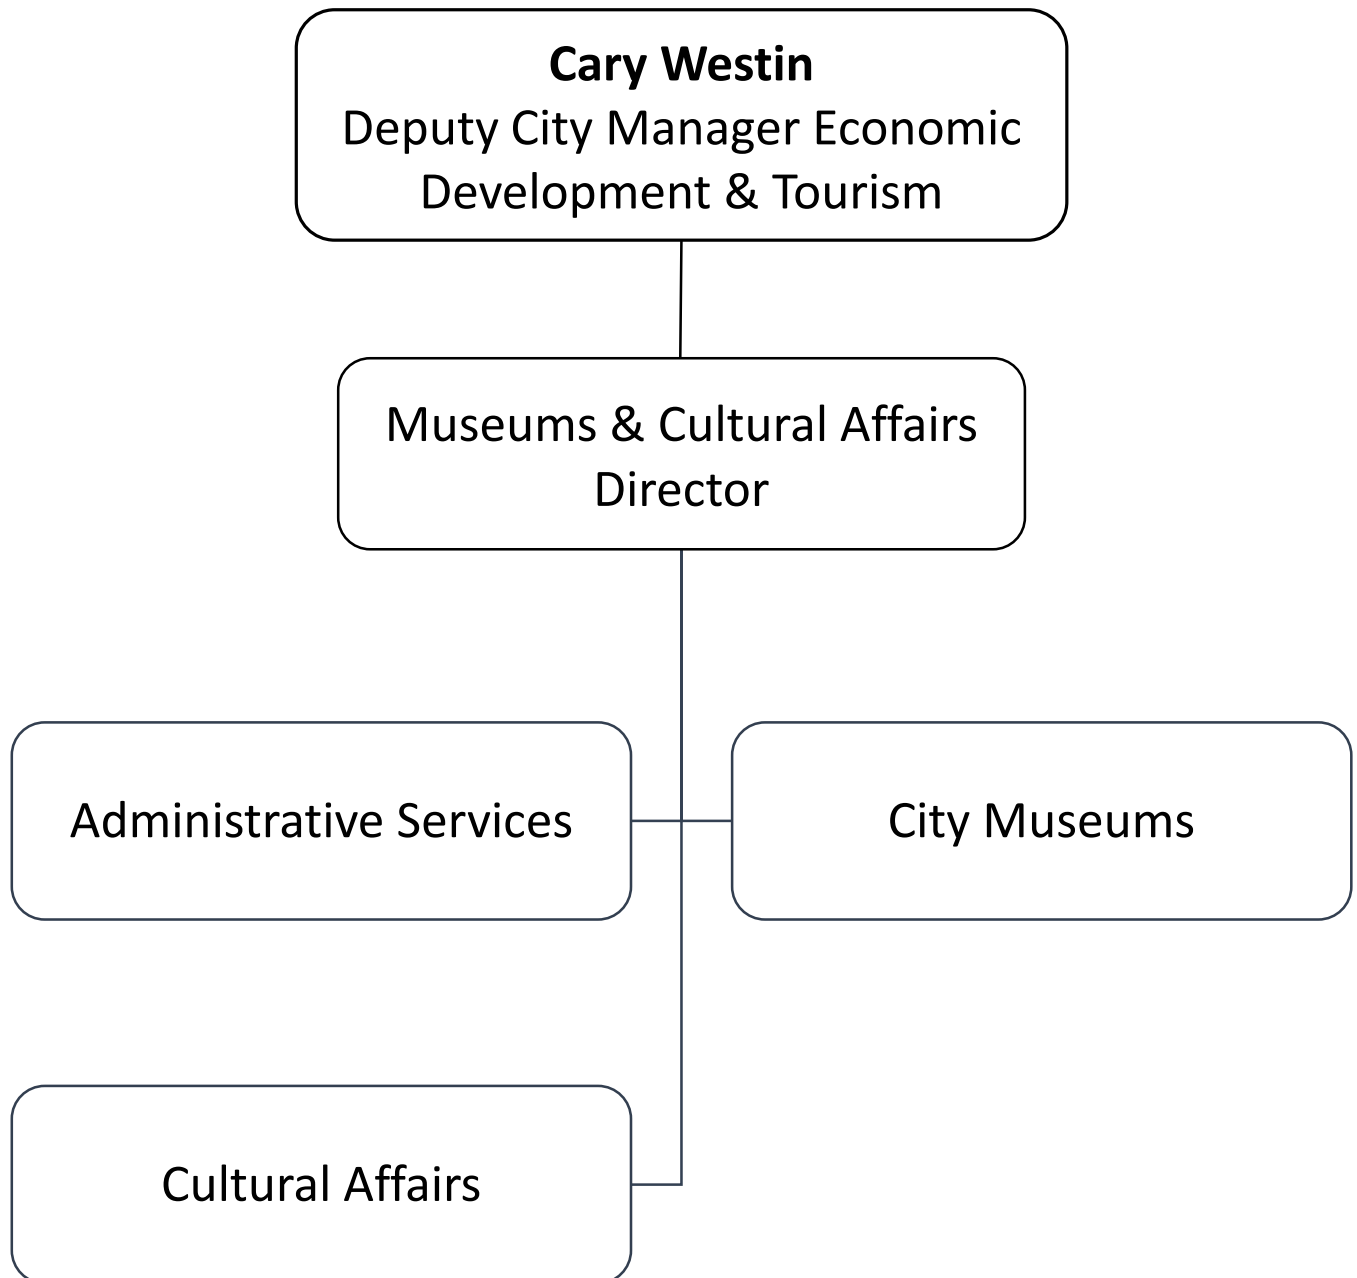 Cary Westin
Deputy City Manager Economic
Development & Tourism
Museums & Cultural Affairs
Director
Administrative Services
City Museums
Cultural Affairs